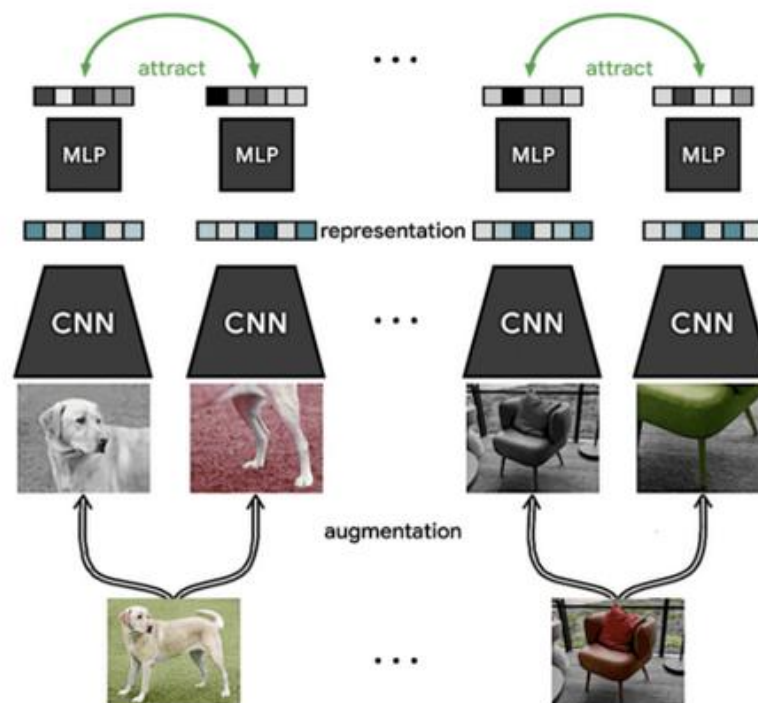 attract
attract
MLP
MLP
MLP
MLP
representation
CNN
CNN
CNN
CNN
augmentation